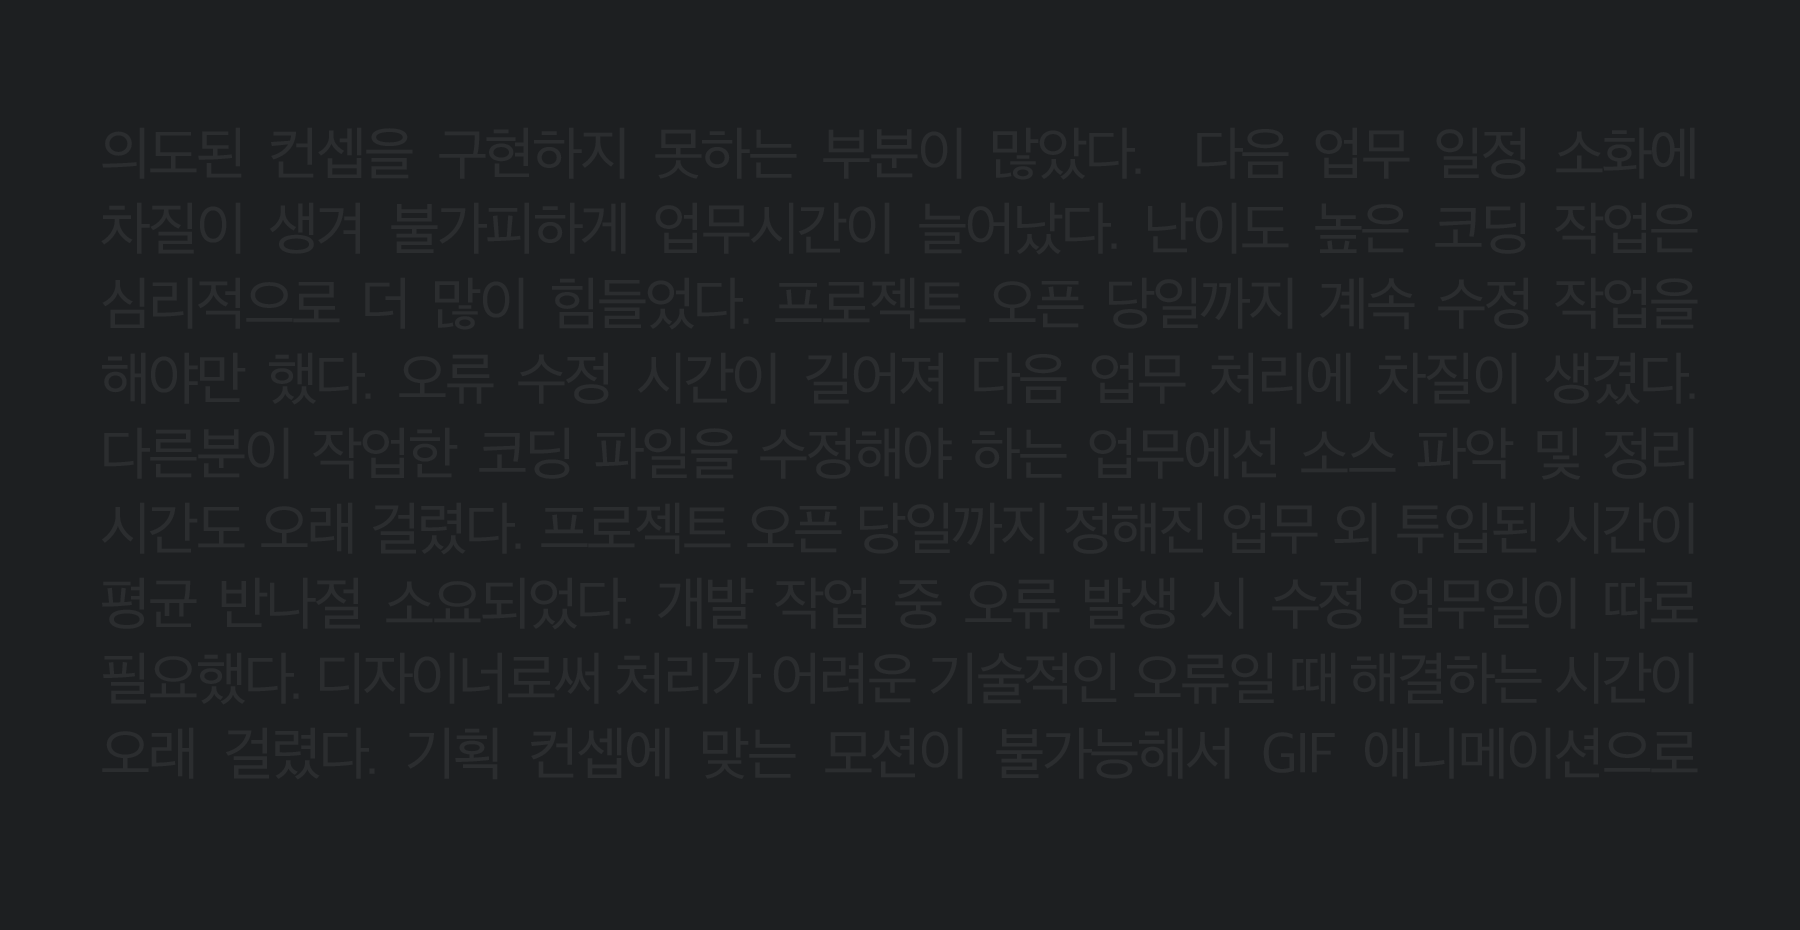 의도된 컨셉을 구현하지 못하는 부분이 많았다. 다음 업무 일정 소화에
차질이 생겨 불가피하게 업무시간이 늘어났다. 난이도 높은 코딩 작업은
심리적으로 더 많이 힘들었다. 프로젝트 오픈 당일까지 계속 수정 작업을
해야만 했다. 오류 수정 시간이 길어져 다음 업무 처리에 차질이 생겼다.
다른분이 작업한 코딩 파일을 수정해야 하는 업무에선 소스 파악 및 정리
시간도 오래 걸렸다. 프로젝트 오픈 당일까지 정해진 업무 외 투입된 시간이
평균 반나절 소요되었다. 개발 작업 중 오류 발생 시 수정 업무일이 따로
필요했다. 디자이너로써 처리가 어려운 기술적인 오류일 때 해결하는 시간이
오래 걸렸다. 기획 컨셉에 맞는 모션이 불가능해서 GIF 애니메이션으로